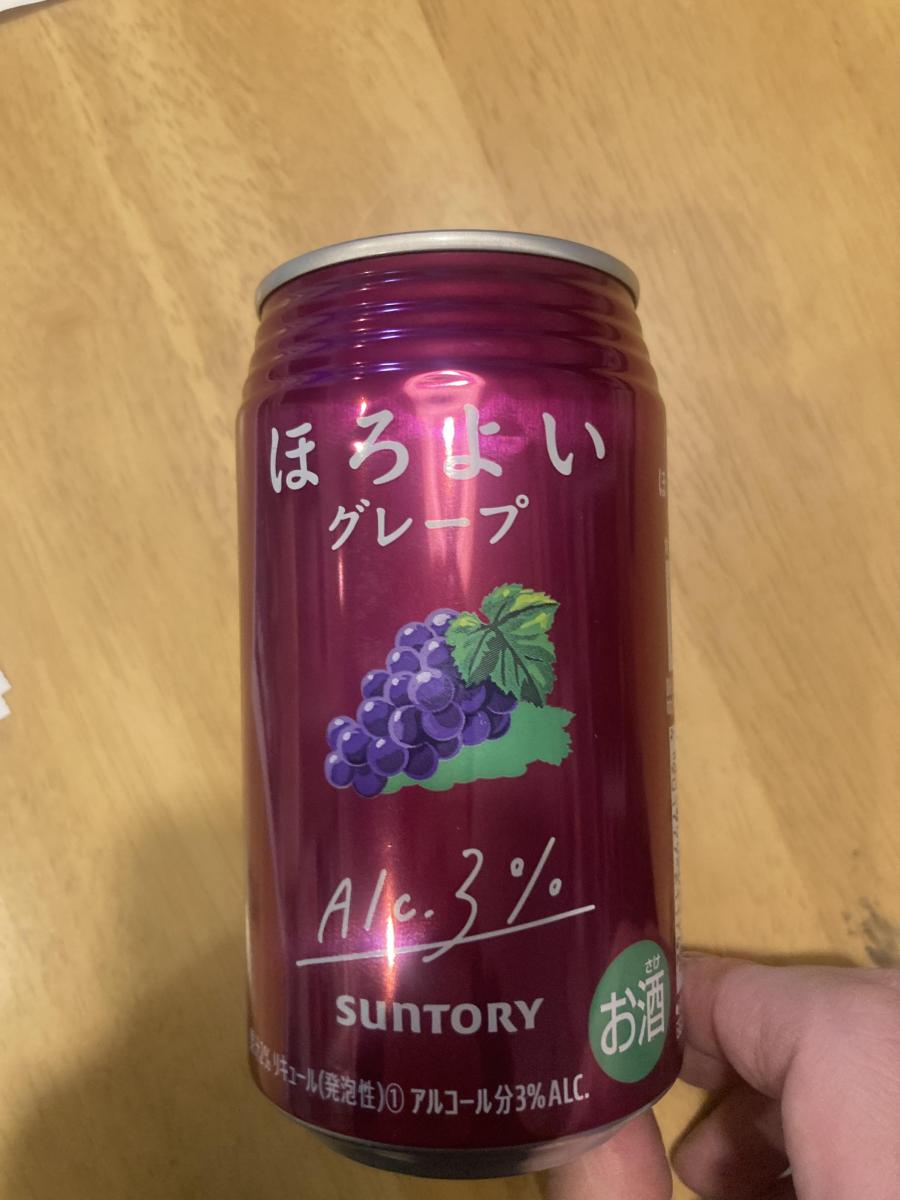 ほろよい
グレープ
Alc. 3%
SUNTORY
さけ
お酒
リキュール(発泡性)① アルコール分3%ALC.